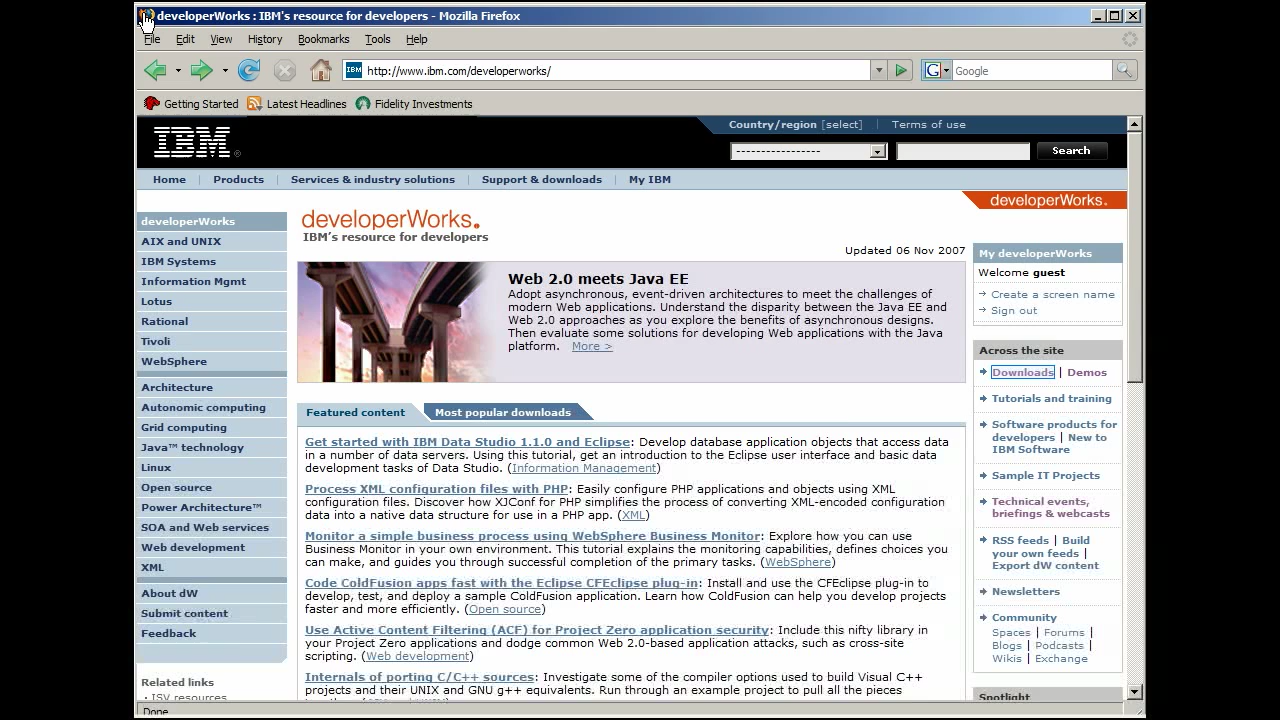 developerWorks : IBM's resource for developers - Mozilla Firefox
File Edit View History Bookmarks Tools Help
IBM http://www.ibm.com/developerworks/ G Google
Getting Started Latest Headlines Fidelity Investments
Country/region [select] Terms of use
IBM
---------------- Search
Home Products Services & industry solutions Support & downloads My IBM
developerWorks.
developerWorks
AIX and UNIX
IBM Systems
Information Mgmt
Lotus
Rational
Tivoli
WebSphere
Architecture
Autonomic computing
Grid computing
Java™ technology
Linux
Open source
Power Architecture™
SOA and Web services
Web development
XML
About dW
Submit content
Feedback
Related links
ISV resources
developerWorks.
IBM's resource for developers
Updated 06 Nov 2007
Web 2.0 meets Java EE
Adopt asynchronous, event-driven architectures to meet the challenges of
modern Web applications. Understand the disparity between the Java EE and
Web 2.0 approaches as you explore the benefits of asynchronous designs.
Then evaluate some solutions for developing Web applications with the Java
platform. More >
Featured content Most popular downloads
Get started with IBM Data Studio 1.1.0 and Eclipse: Develop database application objects that access data
in a number of data servers. Using this tutorial, get an introduction to the Eclipse user interface and basic data
development tasks of Data Studio. (Information Management)
Process XML configuration files with PHP: Easily configure PHP applications and objects using XML
configuration files. Discover how XJConf for PHP simplifies the process of converting XML-encoded configuration
data into a native data structure for use in a PHP app. (XML)
Monitor a simple business process using WebSphere Business Monitor: Explore how you can use
Business Monitor in your own environment. This tutorial explains the monitoring capabilities, defines choices you
can make, and guides you through successful completion of the primary tasks. (WebSphere)
Code ColdFusion apps fast with the Eclipse CFEclipse plug-in: Install and use the CFEclipse plug-in to
develop, test, and deploy a sample ColdFusion application. Learn how ColdFusion can help you develop projects
faster and more efficiently. (Open source)
Use Active Content Filtering (ACF) for Project Zero application security: Include this nifty library in
your Project Zero applications and dodge common Web 2.0-based application attacks, such as cross-site
scripting. (Web development)
Internals of porting C/C++ sources: Investigate some of the compiler options used to build Visual C++
projects and their UNIX and GNU g++ equivalents. Run through an example project to pull all the pieces
My developerWorks
Welcome guest
Create a screen name
Sign out
Across the site
Downloads | Demos
Tutorials and training
Software products for
developers | New to
IBM Software
Sample IT Projects
Technical events,
briefings & webcasts
RSS feeds | Build
your own feeds |
Export dW content
Newsletters
Community
Spaces | Forums |
Blogs | Podcasts |
Wikis | Exchange
Spotlight
Done